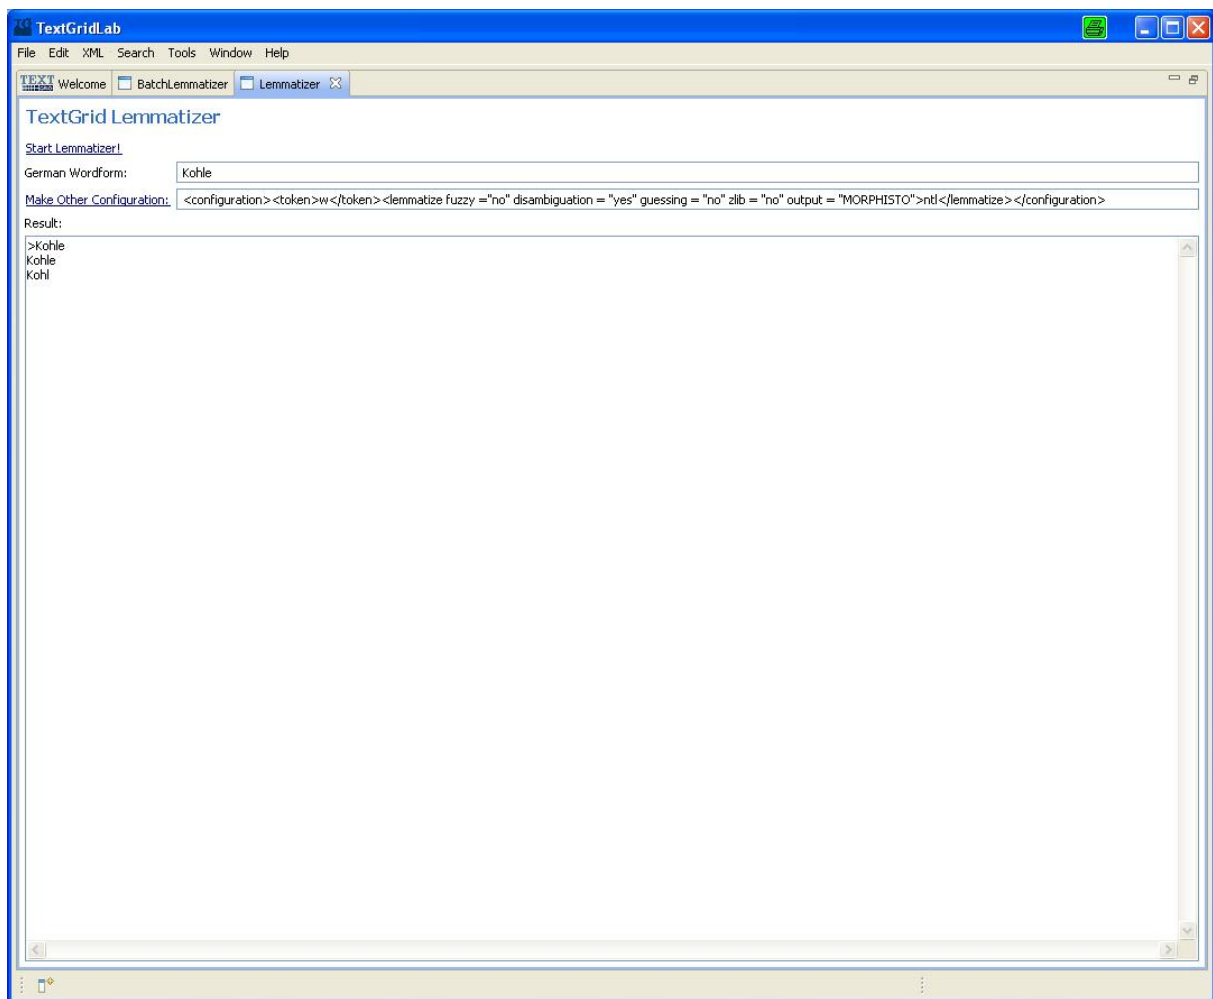 TextGridLab
File Edit XML Search Tools Window Help
TEXT Welcome BatchLemmatizer Lemmatizer
TextGrid Lemmatizer
Start Lemmatizer!
German Wordform: Kohle
Make Other Configuration: <configuration><token>w</token><lemmatize fuzzy ="no" disambiguation = "yes" guessing = "no" zlib = "no" output = "MORPHISTO">ntl</lemmatize></configuration>
Result:
>Kohle
Kohle
Kohl